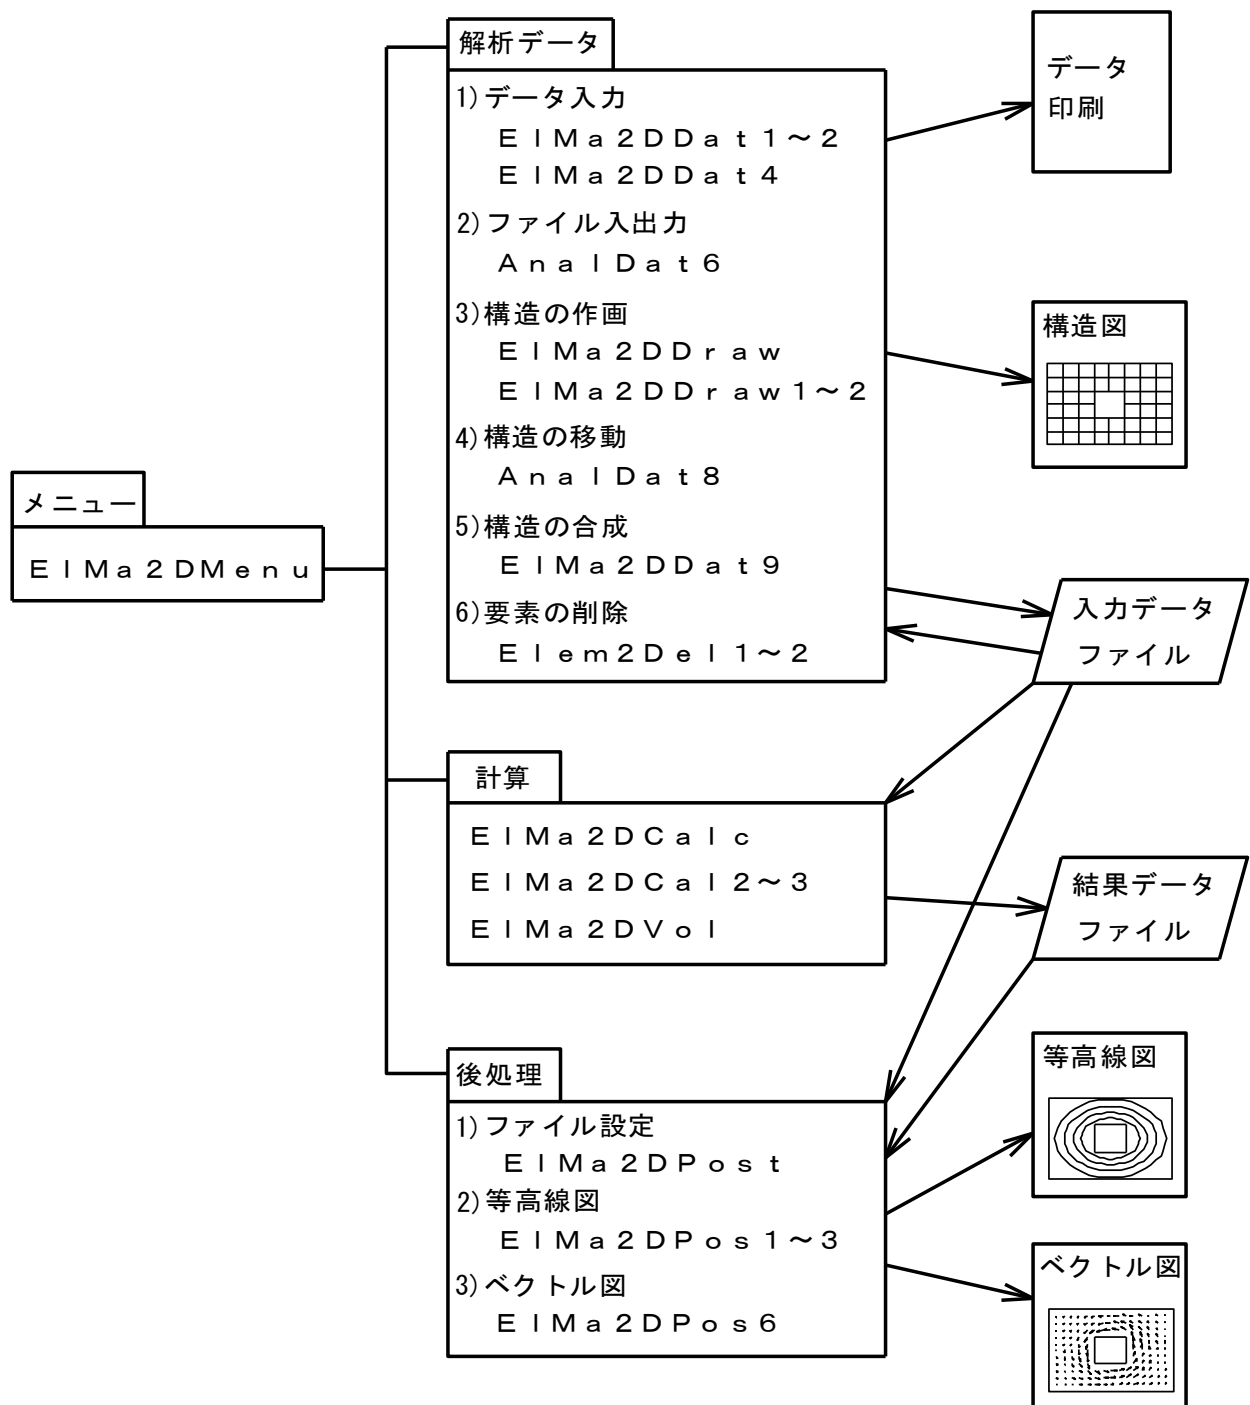 メニュー
ElMa2DMenu
解析データ
1)データ入力
ElMa2DDat1～2
ElMa2DDat4
2)ファイル入出力
AnalDat6
3)構造の作画
ElMa2DDraw
ElMa2DDraw1～2
4)構造の移動
AnalDat8
5)構造の合成
ElMa2DDat9
6)要素の削除
Elem2Del1～2
計算
ElMa2DCalc
ElMa2DCal2～3
ElMa2DVol
後処理
1)ファイル設定
ElMa2DPost
2)等高線図
ElMa2DPos1～3
3)ベクトル図
ElMa2DPos6
データ
印刷
構造図
入力データ
ファイル
結果データ
ファイル
等高線図
ベクトル図